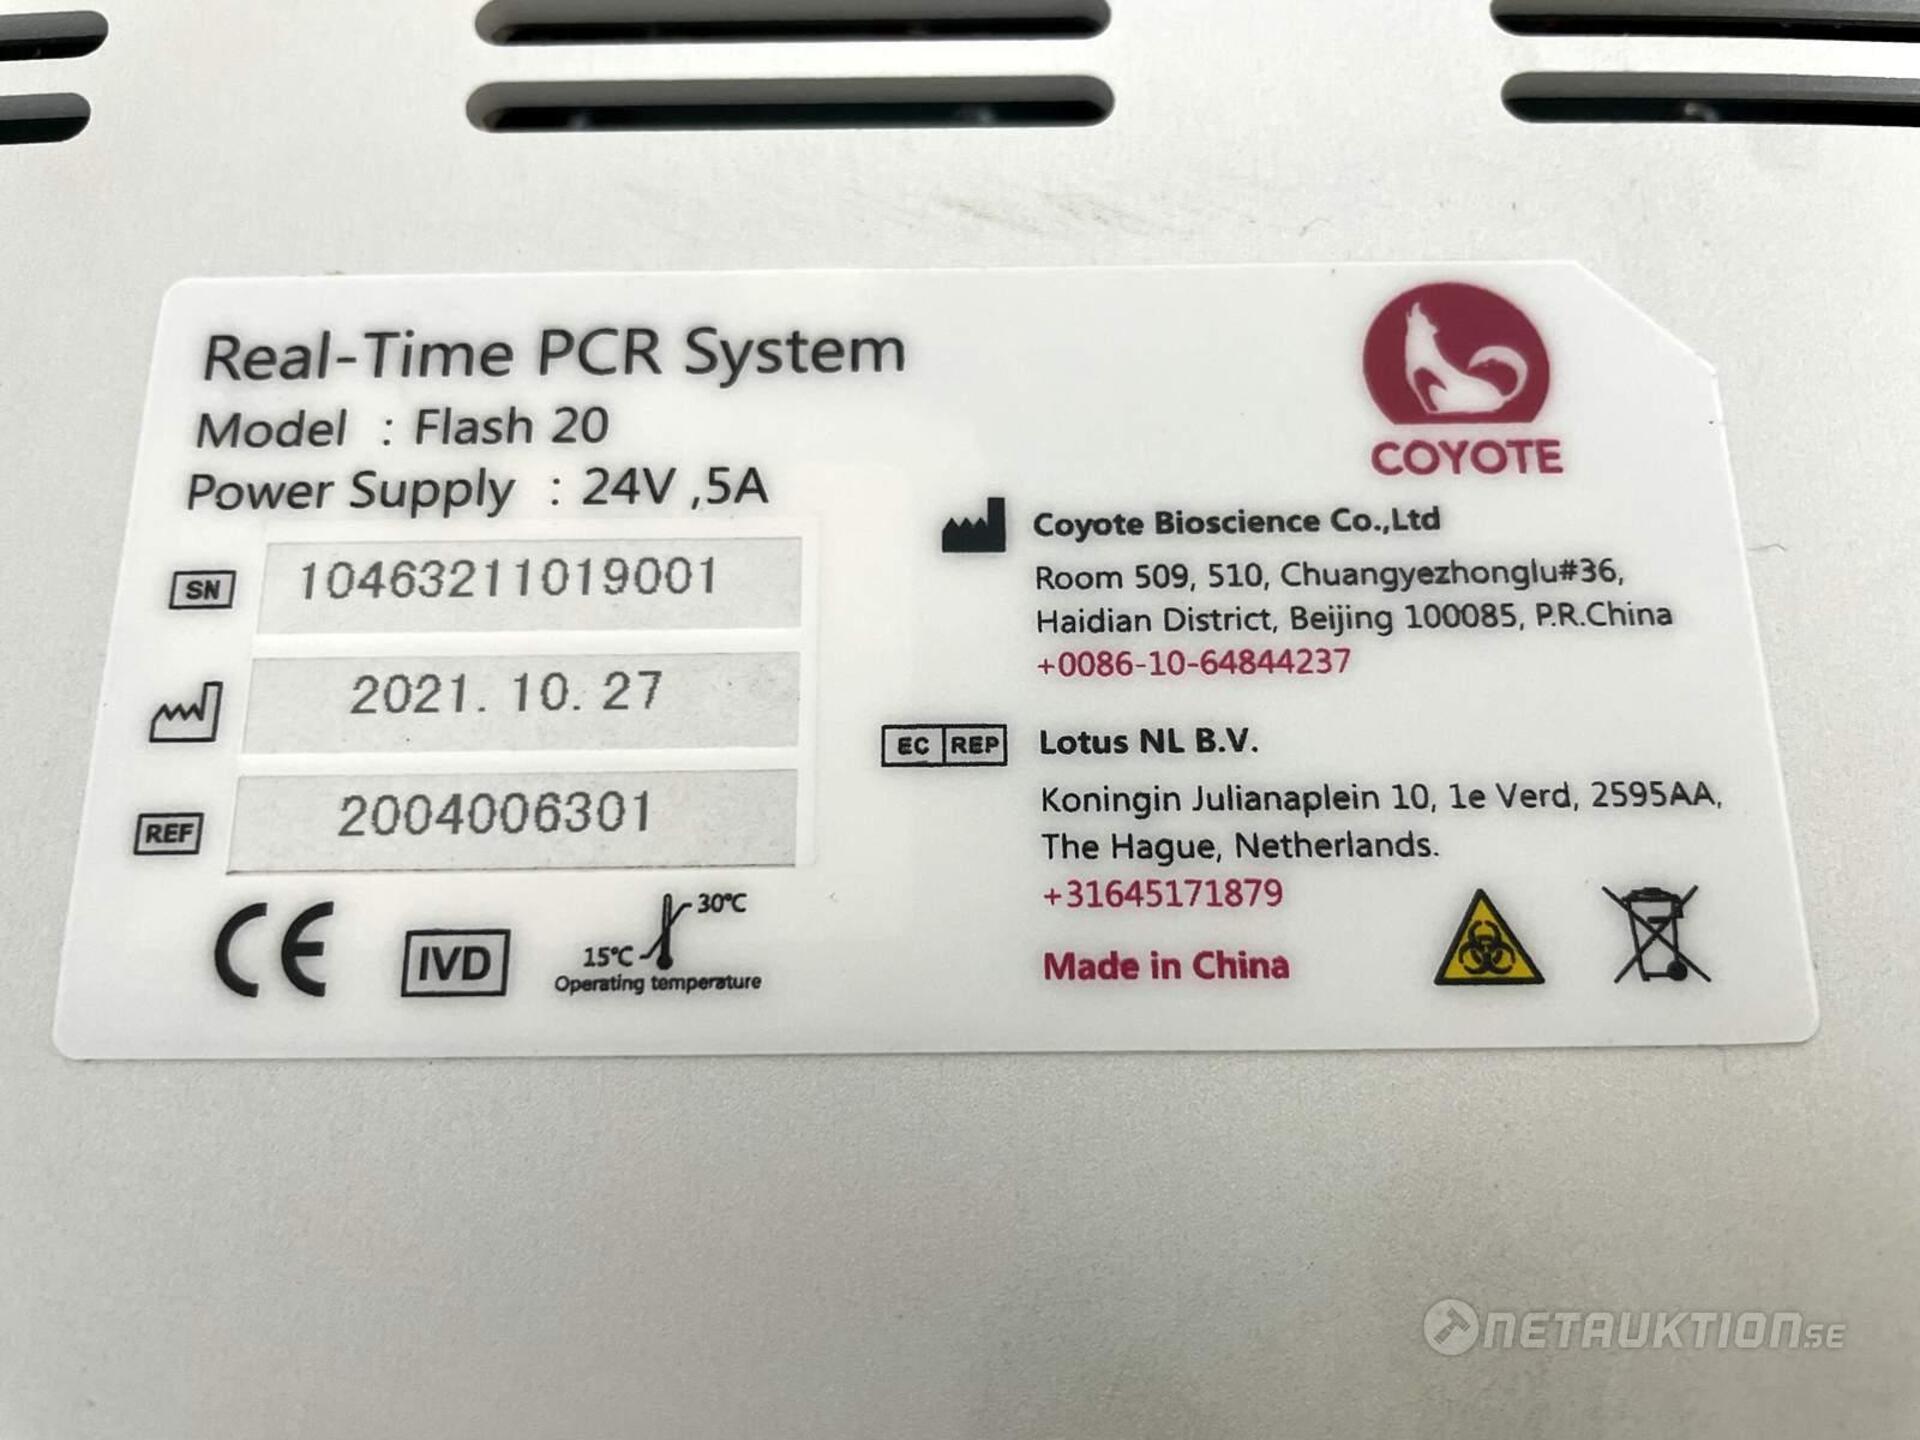 Real-Time PCR System
Model : Flash 20
Power Supply : 24V ,5A
SN 10463211019001
2021. 10. 27
REF 2004006301
CE IVD
30°C
15°C
Operating temperature
COYOTE
Coyote Bioscience Co.,Ltd
Room 509, 510, Chuangyezhonglu#36,
Haidian District, Beijing 100085, P.R.China
+0086-10-64844237
EC REP Lotus NL B.V.
Koningin Julianaplein 10, 1e Verd, 2595AA,
The Hague, Netherlands.
+31645171879
Made in China
NETAUKTION.SE